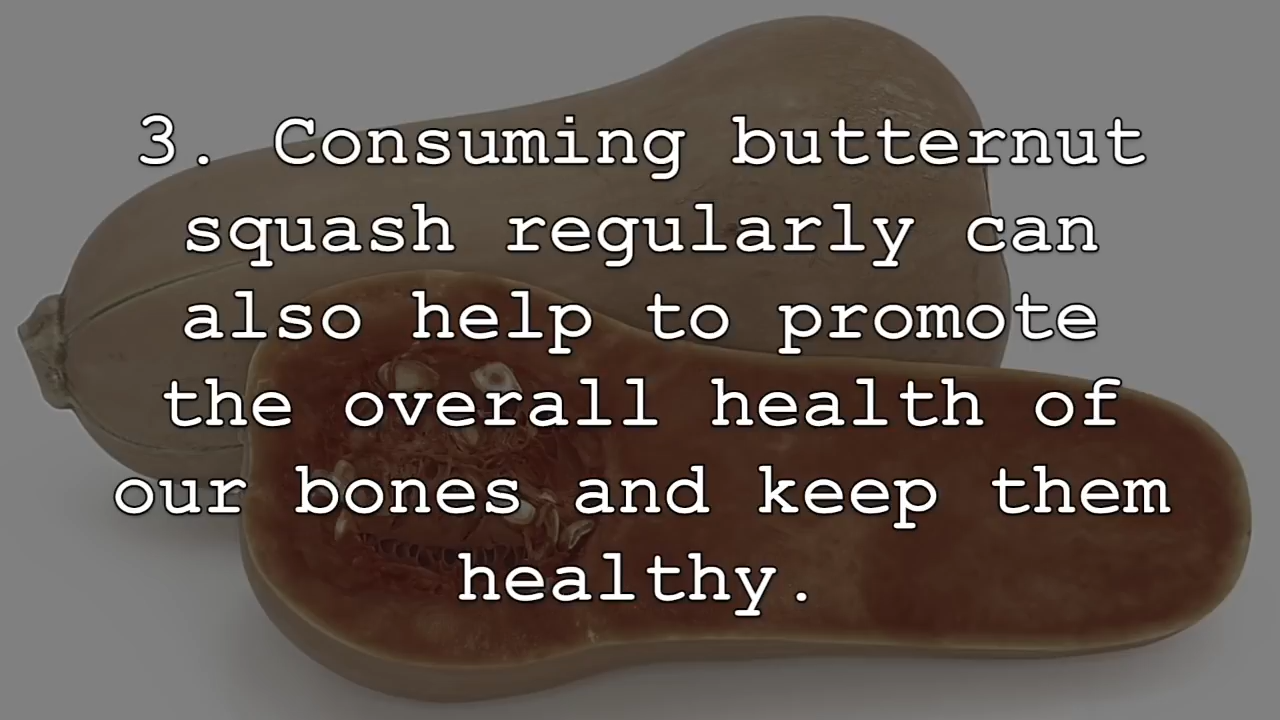 3. Consuming butternut
squash regularly can
also help to promote
the overall health of
our bones and keep them
healthy.